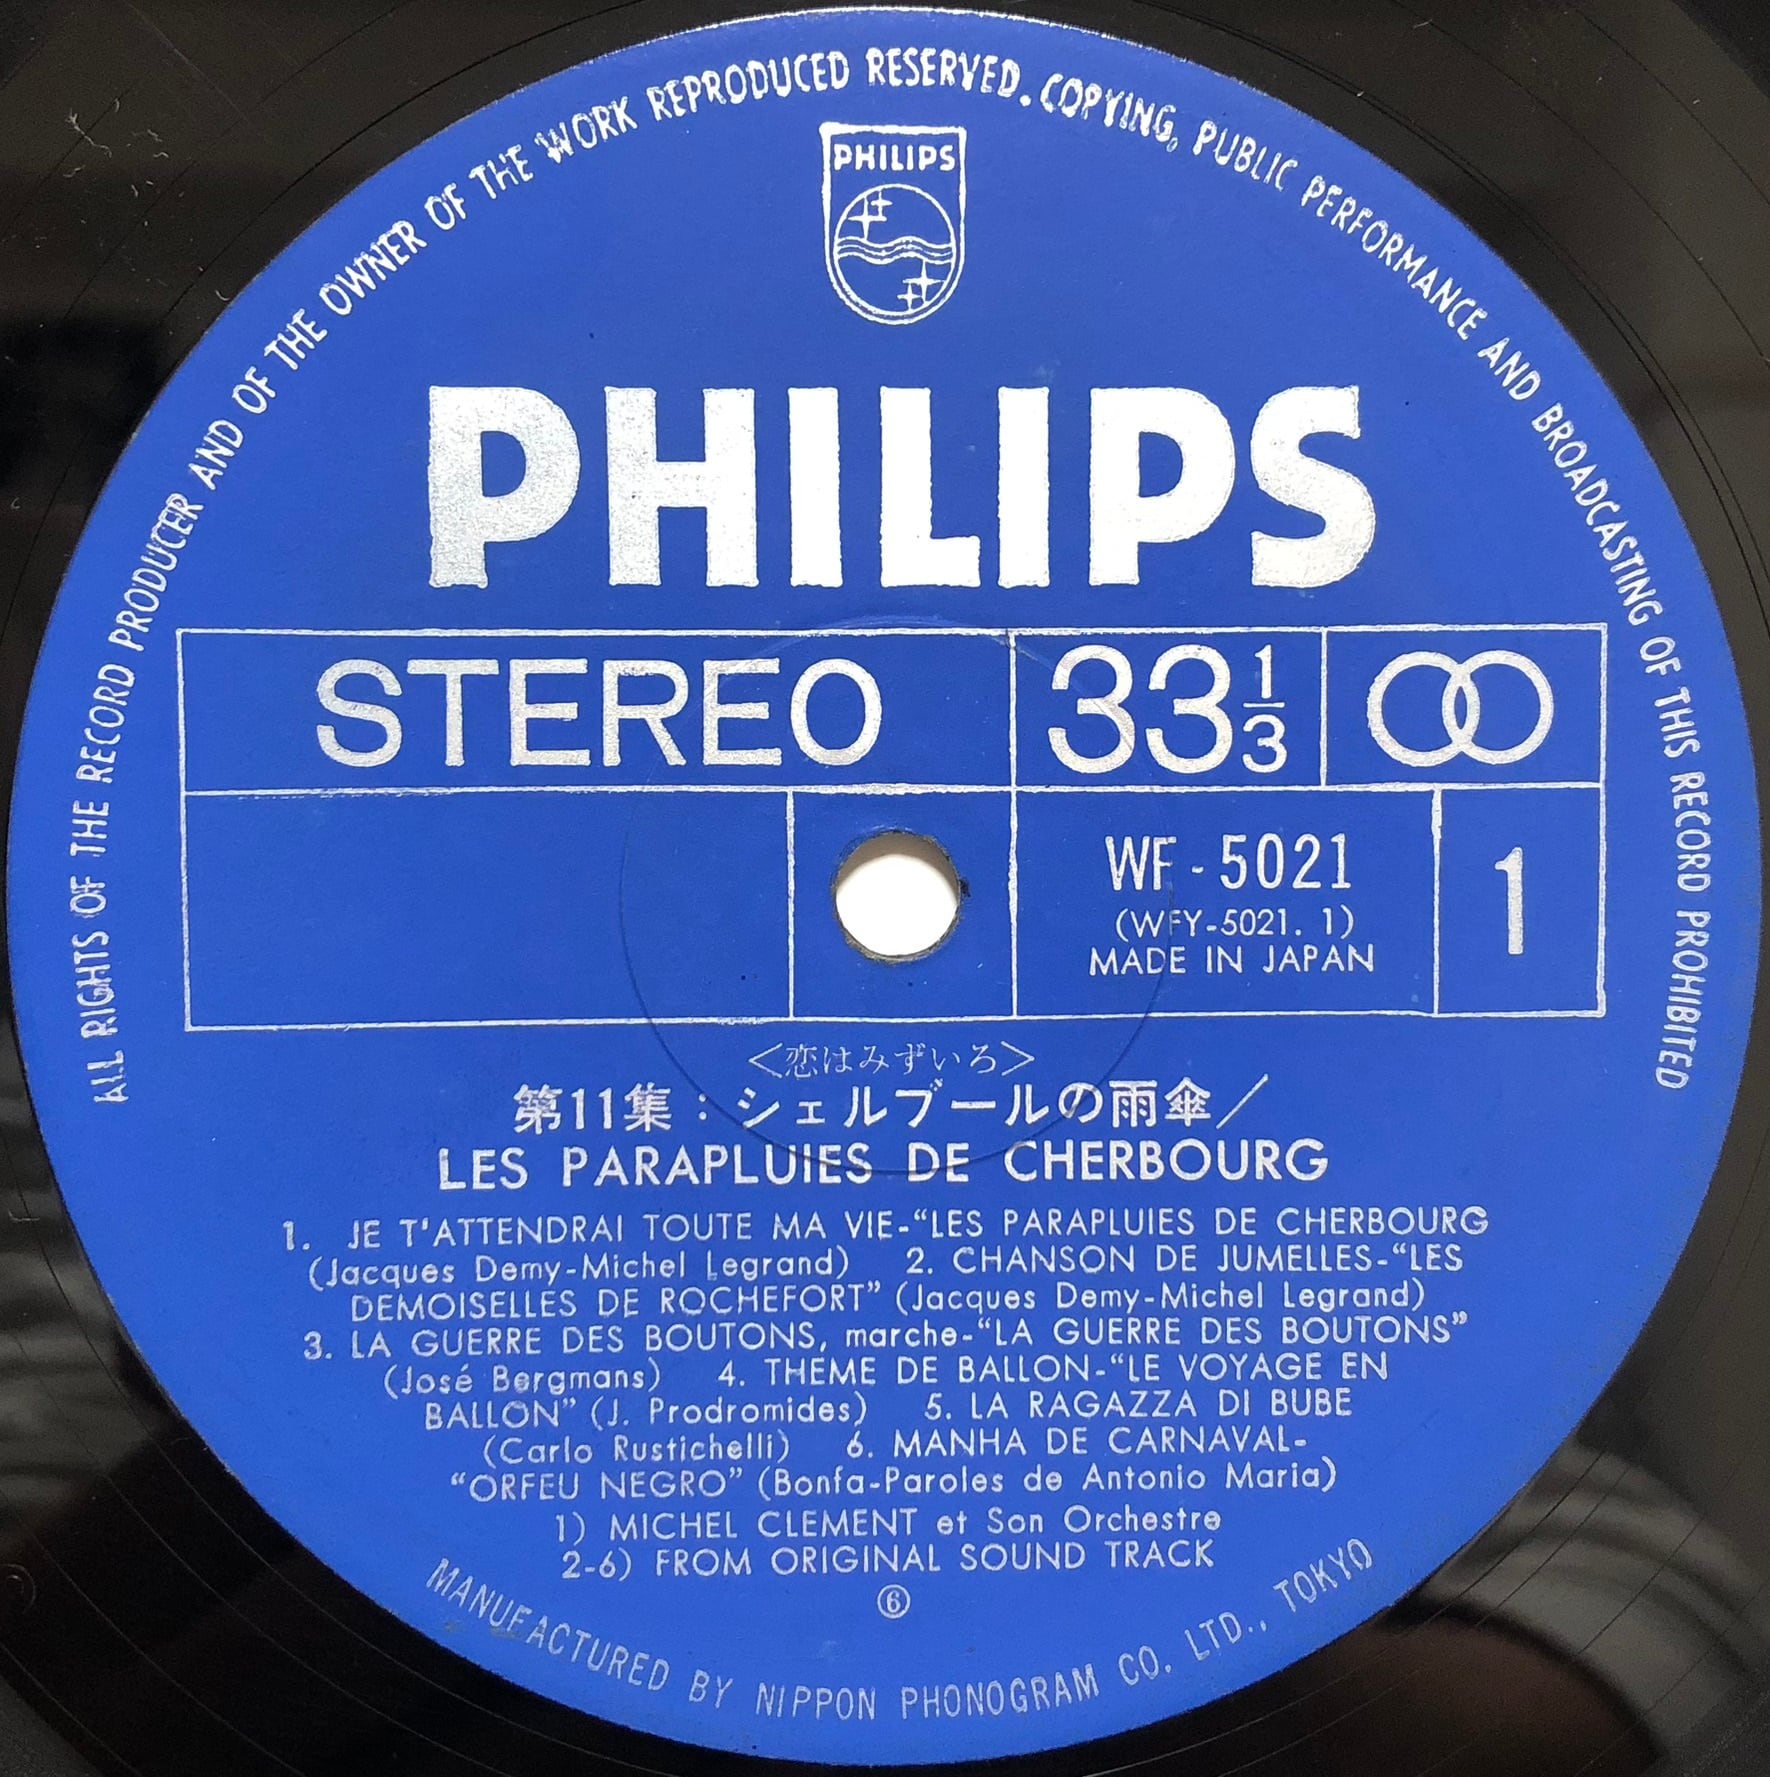 ALL RIGHTS OF THE RECORD PRODUCER AND OF THE OWNER OF THE WORK REPRODUCED RESERVED. COPYING, PUBLIC PERFORMANCE AND BROADCASTING OF THIS RECORD PROHIBITED
PHILIPS
PHILIPS
STEREO 33 1/3
WF - 5021
(WFY-5021. 1)
MADE IN JAPAN
1
<恋はみずいろ>
第11集：シェルブールの雨傘／
LES PARAPLUIES DE CHERBOURG
1. JE T'ATTENDRAI TOUTE MA VIE-“LES PARAPLUIES DE CHERBOURG
(Jacques Demy-Michel Legrand) 2. CHANSON DE JUMELLES-“LES
DEMOISELLES DE ROCHEFORT” (Jacques Demy-Michel Legrand)
3. LA GUERRE DES BOUTONS, marche-“LA GUERRE DES BOUTONS”
(José Bergmans) 4. THEME DE BALLON-“LE VOYAGE EN
BALLON” (J. Prodromides) 5. LA RAGAZZA DI BUBE
(Carlo Rustichelli) 6. MANHA DE CARNAVAL-
“ORFEU NEGRO” (Bonfa-Paroles de Antonio Maria)
1) MICHEL CLEMENT et Son Orchestre
2-6) FROM ORIGINAL SOUND TRACK
⑥
MANUFACTURED BY NIPPON PHONOGRAM CO. LTD., TOKYO